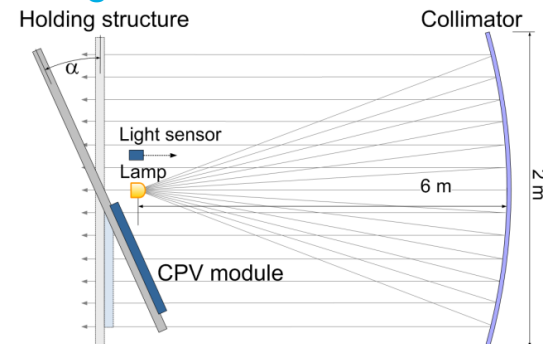 Holding structure
Collimator
α
Light sensor
Lamp
6 m
2 m
CPV module